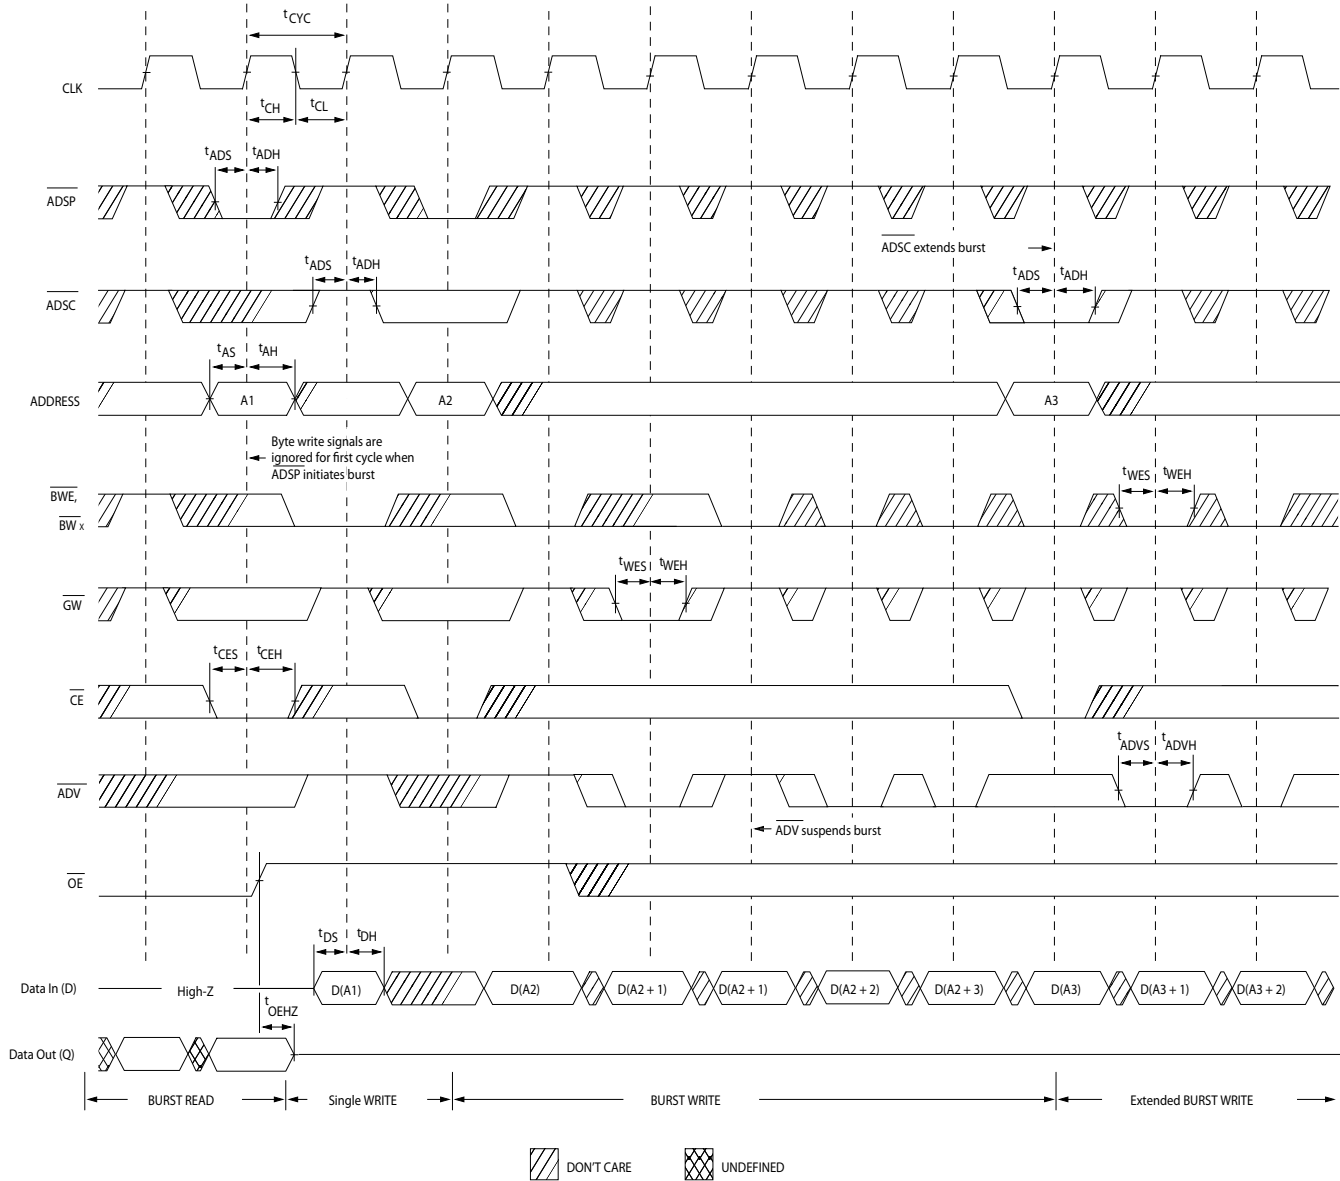 tCYC
CLK
tCH
tCL
tADS
tADH
ADSP
ADSC extends burst
tADS
tADH
tADS
tADH
ADSC
tAS
tAH
ADDRESS
A1
A2
A3
Byte write signals are
ignored for first cycle when
ADSP initiates burst
BWE,
BW x
tWES
tWEH
tWES
tWEH
GW
tCES
tCEH
CE
tADVS
tADVH
ADV
ADV suspends burst
OE
tDS
tDH
Data In (D)
High-Z
D(A1)
D(A2)
D(A2 + 1)
D(A2 + 1)
D(A2 + 2)
D(A2 + 3)
D(A3)
D(A3 + 1)
D(A3 + 2)
tOEHZ
Data Out (Q)
BURST READ
Single WRITE
BURST WRITE
Extended BURST WRITE
DON'T CARE
UNDEFINED